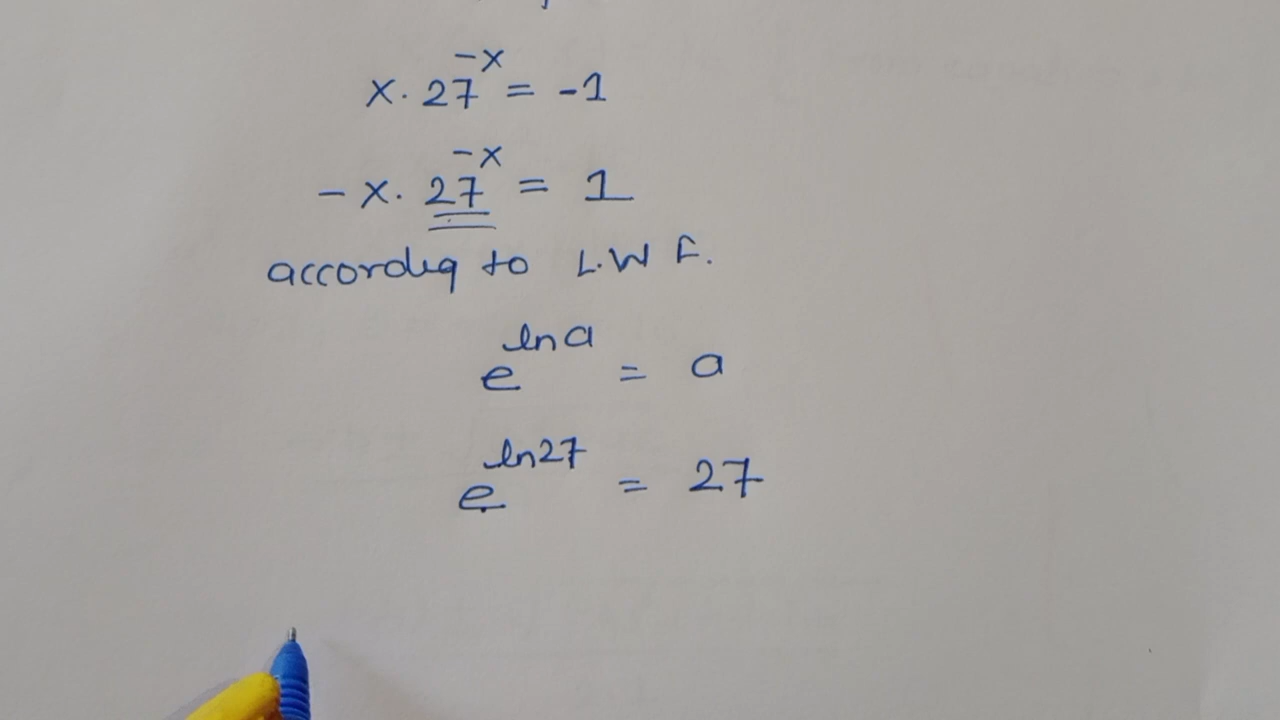 x. 27^-x = -1
- x. 27^-x = 1
accordig to L.W F.
e^ln a = a
e^ln27 = 27